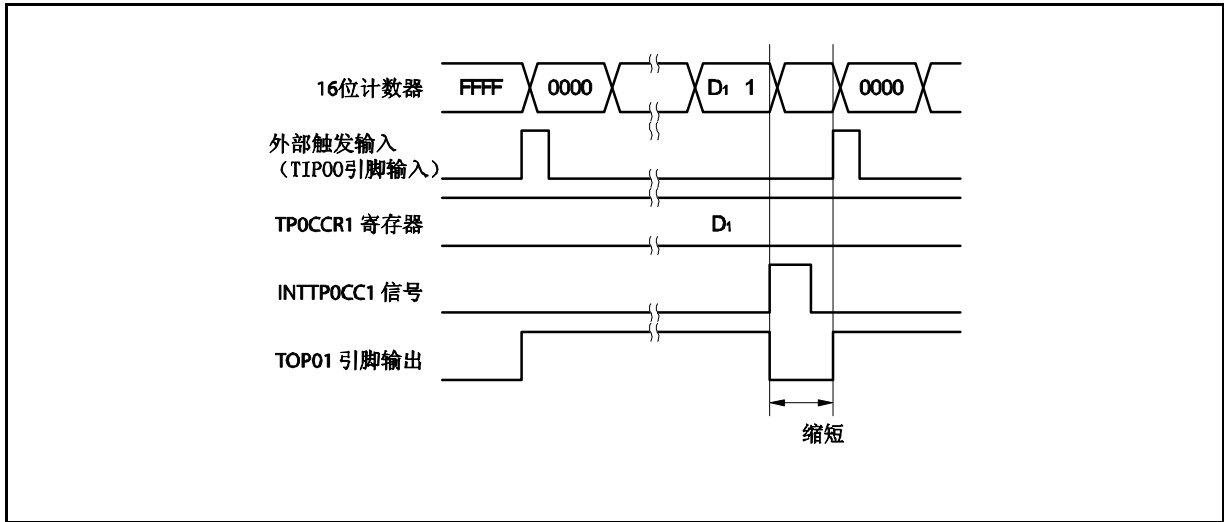 16位计数器 FFFF 0000 D1 1 0000
外部触发输入
（TIP00引脚输入）
TP0CCR1 寄存器 D1
INTTP0CC1 信号
TOP01 引脚输出
缩短